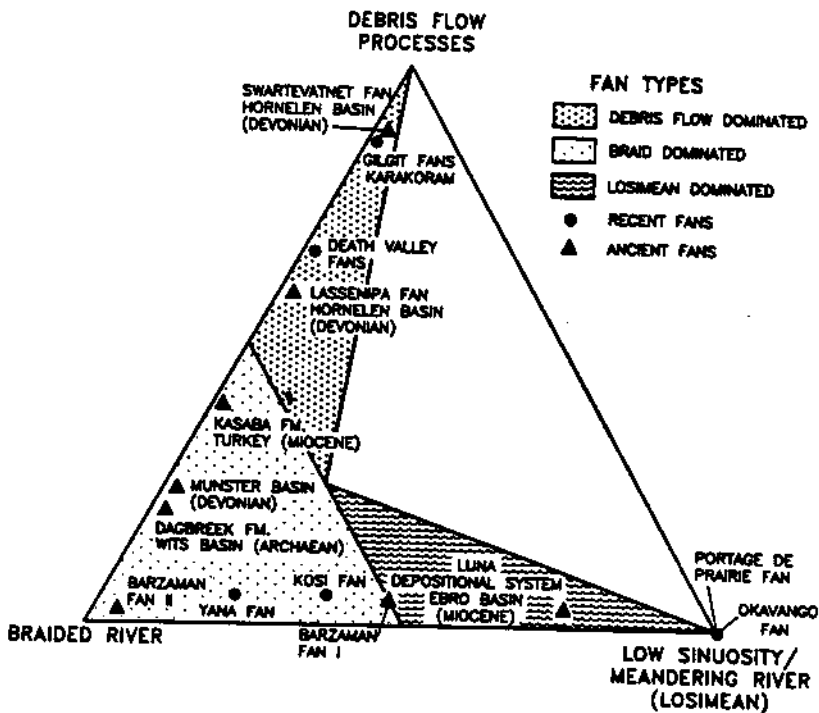 DEBRIS FLOW
PROCESSES
SWARTEVATNET FAN
HORNELEN BASIN
(DEVONIAN)
GILGIT FANS
KARAKORAM
DEATH VALLEY
FANS
LASSENIPA FAN
HORNELEN BASIN
(DEVONIAN)
KASABA FM.
TURKEY (MIOCENE)
MUNSTER BASIN
(DEVONIAN)
DAGBREEK FM.
WITS BASIN (ARCHAEAN)
BARZAMAN
FAN II
YANA FAN
KOSI FAN
BARZAMAN
FAN I
LUNA
DEPOSITIONAL SYSTEM
EBRO BASIN
(MIOCENE)
PORTAGE DE
PRAIRIE FAN
OKAVANGO
FAN
BRAIDED RIVER
LOW SINUOSITY/
MEANDERING RIVER
(LOSIMEAN)
FAN TYPES
DEBRIS FLOW DOMINATED
BRAID DOMINATED
LOSIMEAN DOMINATED
RECENT FANS
ANCIENT FANS